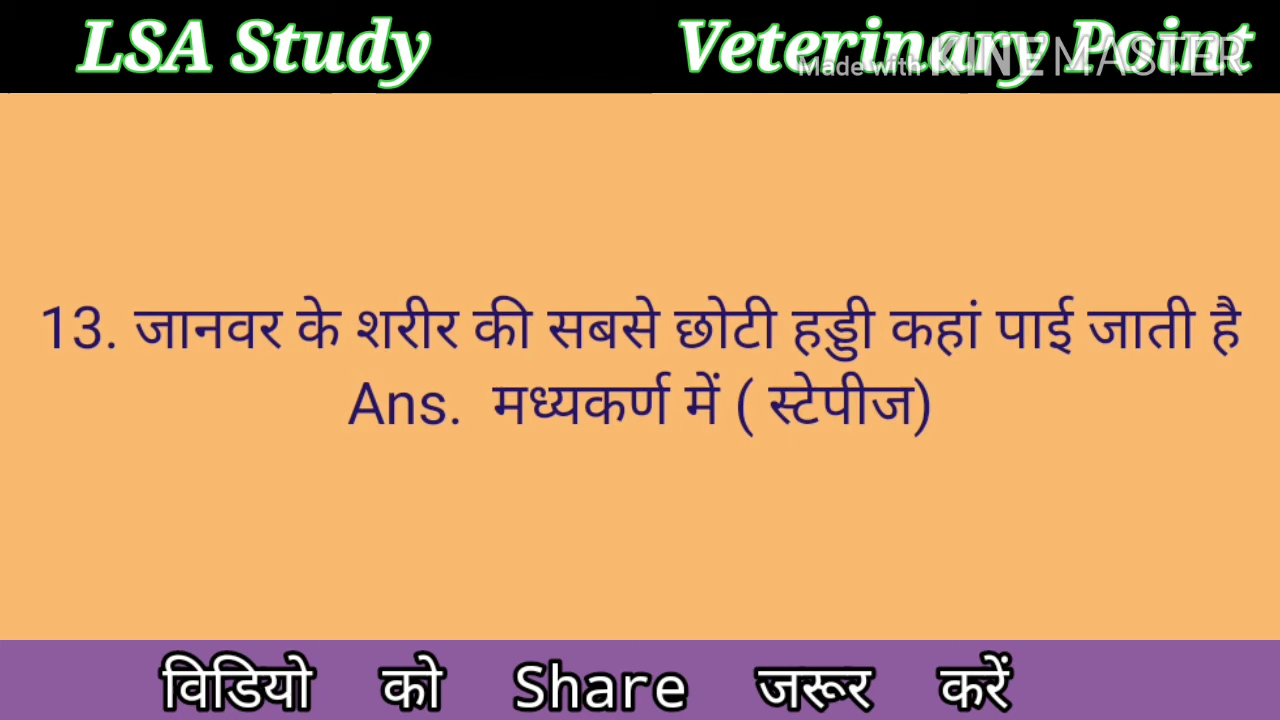 LSA Study Veterinary Point
Made with KINEMASTER
13. जानवर के शरीर की सबसे छोटी हड्डी कहां पाई जाती है
Ans. मध्यकर्ण में ( स्टेपीज)
विडियो को Share जरूर करें